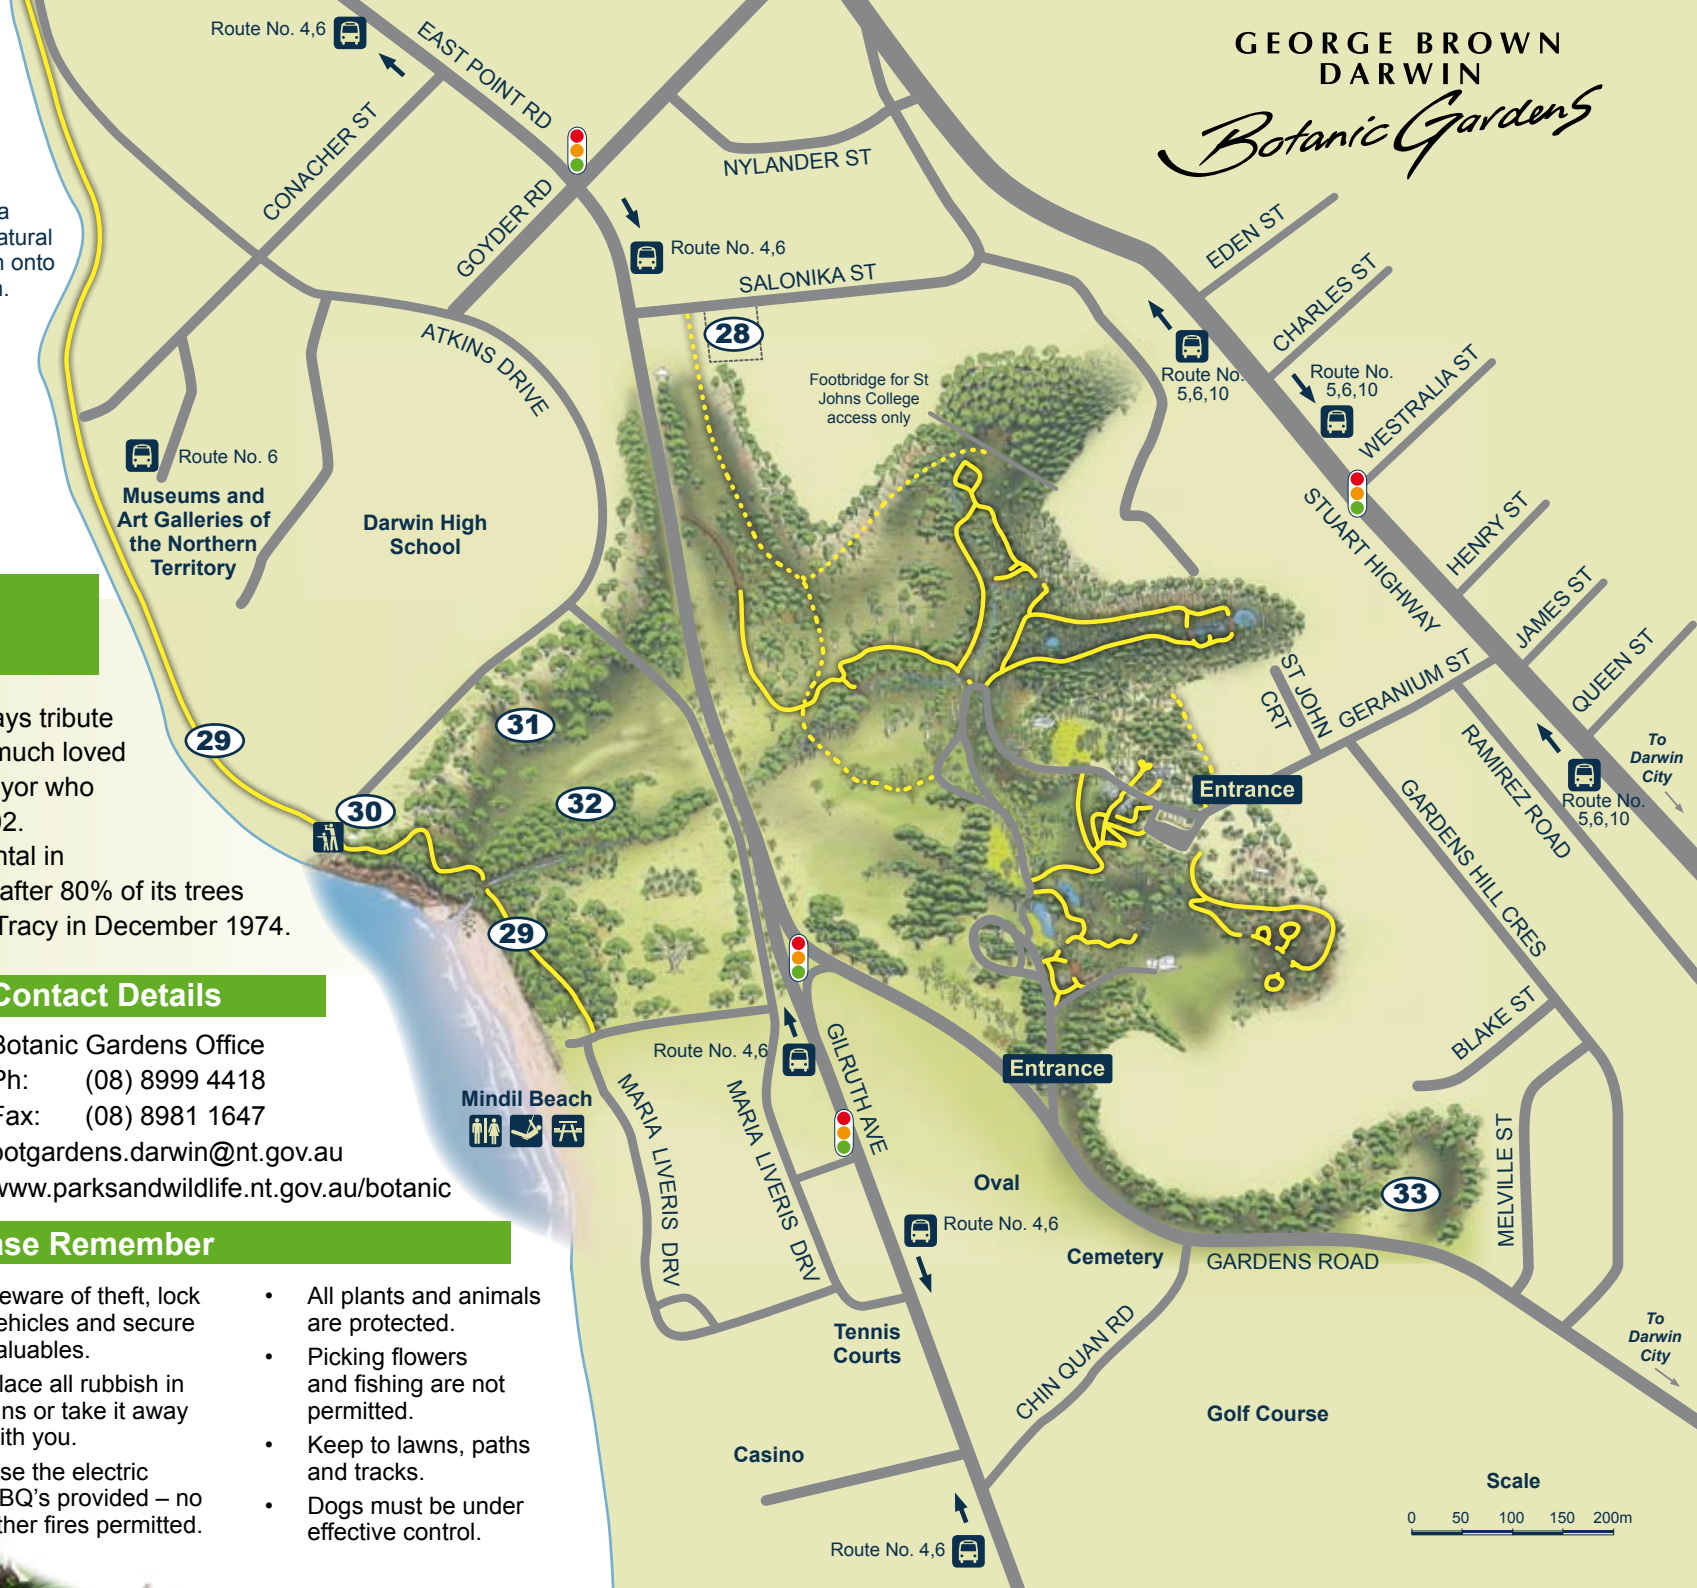 GEORGE BROWN
DARWIN
Botanic Gardens
Route No. 4,6
EAST POINT RD
CONACHER ST
GOYDER RD
NYLANDER ST
Route No. 4,6
SALONIKA ST
ATKINS DRIVE
28
Footbridge for St
Johns College
access only
EDEN ST
CHARLES ST
WESTRALIA ST
Route No.
5,6,10
Route No.
5,6,10
STUART HIGHWAY
HENRY ST
JAMES ST
QUEEN ST
Route No. 6
Museums and
Art Galleries of
the Northern
Territory
Darwin High
School
ST JOHN
CRT
GERANIUM ST
RAMIREZ ROAD
GARDENS HILL CRES
To
Darwin
City
Route No.
5,6,10
Entrance
29
30
31
32
29
Entrance
BLAKE ST
MELVILLE ST
33
GARDENS ROAD
Route No. 4,6
GILRUTH AVE
Mindil Beach
MARIA LIVERIS DRV
MARIA LIVERIS DRV
Oval
Route No. 4,6
Cemetery
Tennis
Courts
CHIN QUAN RD
Golf Course
Casino
Route No. 4,6
To
Darwin
City
Scale
0 50 100 150 200m
a
atural
onto
ays tribute
much loved
yor who
02.
ntal in
after 80% of its trees
Tracy in December 1974.
Contact Details
Botanic Gardens Office
Ph: (08) 8999 4418
Fax: (08) 8981 1647
botgardens.darwin@nt.gov.au
www.parksandwildlife.nt.gov.au/botanic
ase Remember
eware of theft, lock
ehicles and secure
aluables.
lace all rubbish in
ins or take it away
ith you.
se the electric
BQ's provided – no
ther fires permitted.
• All plants and animals
are protected.
• Picking flowers
and fishing are not
permitted.
• Keep to lawns, paths
and tracks.
• Dogs must be under
effective control.